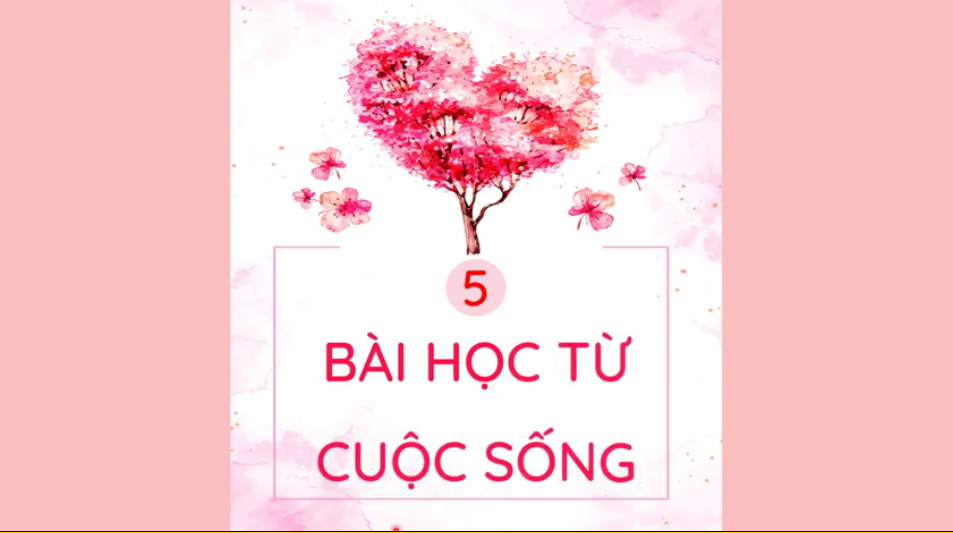 5
BÀI HỌC TỪ
CUỘC SỐNG